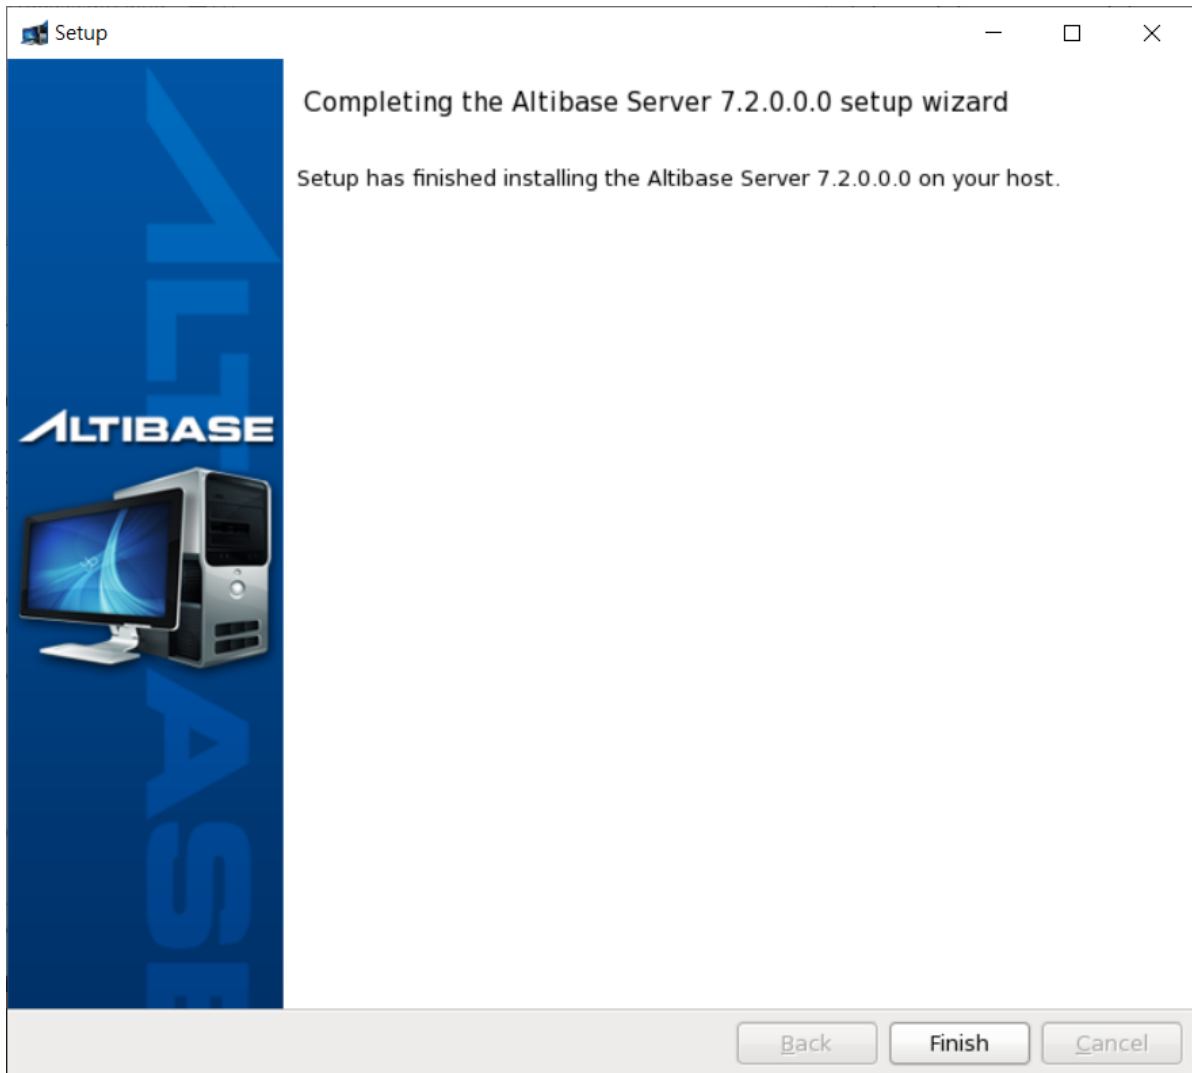 Setup
Completing the Altibase Server 7.2.0.0.0 setup wizard
Setup has finished installing the Altibase Server 7.2.0.0.0 on your host.
ALTIBASE
ALTIBASE
Back
Finish
Cancel